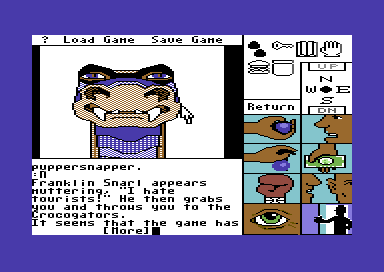 ? Load Game Save Game
UP
N
W E
S
DN
Return
puppersnapper.
:N
Franklin Snarl appears
muttering, "I hate
tourists!" He then grabs
you and throws you to the
Crocogators.
It seems that the game has
[More]